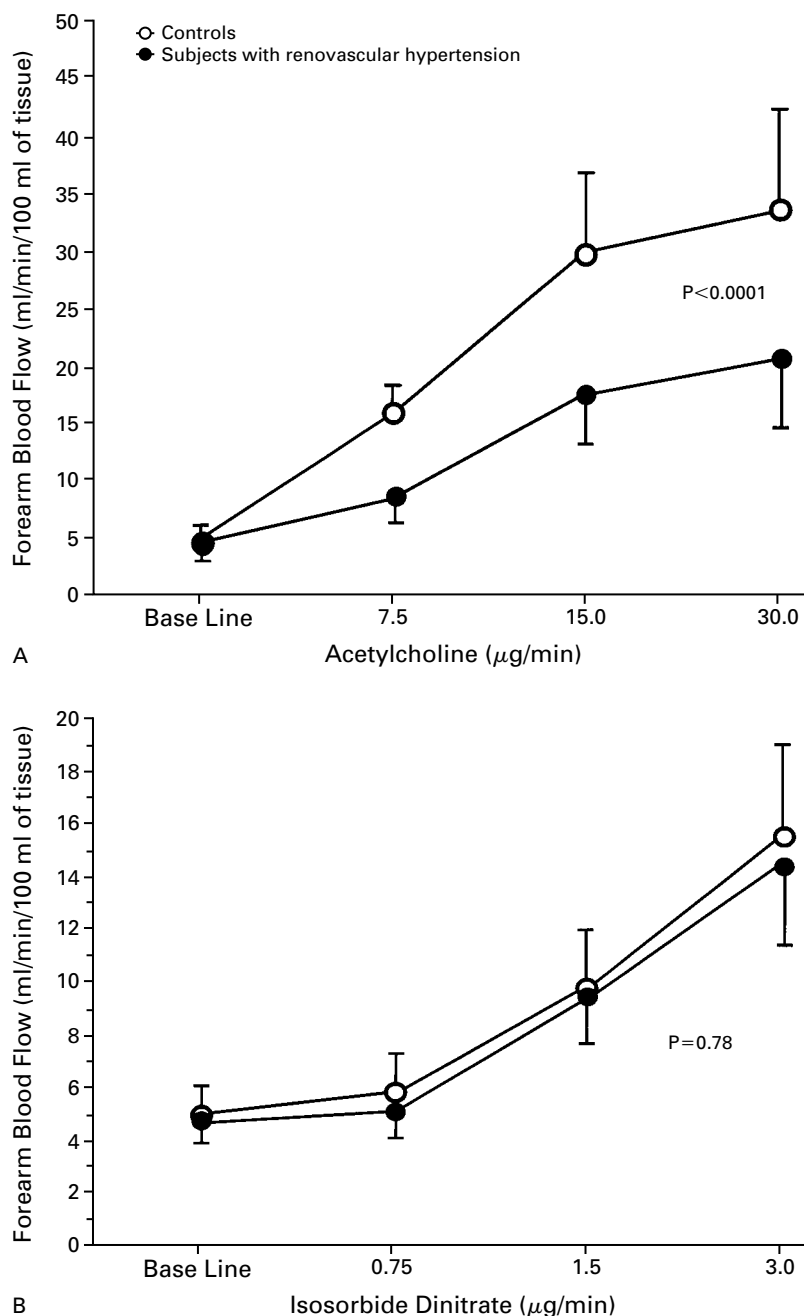 50
45
40
35
30
25
20
15
10
5
0
Forearm Blood Flow (ml/min/100 ml of tissue)
Controls
Subjects with renovascular hypertension
P<0.0001
Base Line 7.5 15.0 30.0
A
Acetylcholine (μg/min)
20
18
16
14
12
10
8
6
4
2
0
Forearm Blood Flow (ml/min/100 ml of tissue)
P=0.78
Base Line 0.75 1.5 3.0
B
Isosorbide Dinitrate (μg/min)